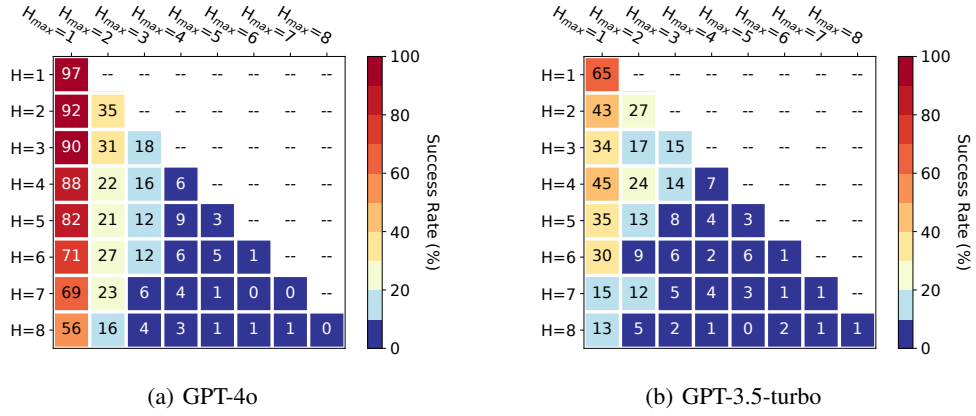 H_max=1 H_max=2 H_max=3 H_max=4 H_max=5 H_max=6 H_max=7 H_max=8
H=1 97 -- -- -- -- -- -- --
H=2 92 35 -- -- -- -- -- --
H=3 90 31 18 -- -- -- -- --
H=4 88 22 16 6 -- -- -- --
H=5 82 21 12 9 3 -- -- --
H=6 71 27 12 6 5 1 -- --
H=7 69 23 6 4 1 0 0 --
H=8 56 16 4 3 1 1 1 0
100
80
60
40
20
0
Success Rate (%)
(a) GPT-4o
H_max=1 H_max=2 H_max=3 H_max=4 H_max=5 H_max=6 H_max=7 H_max=8
H=1 65 -- -- -- -- -- -- --
H=2 43 27 -- -- -- -- -- --
H=3 34 17 15 -- -- -- -- --
H=4 45 24 14 7 -- -- -- --
H=5 35 13 8 4 3 -- -- --
H=6 30 9 6 2 6 1 -- --
H=7 15 12 5 4 3 1 1 --
H=8 13 5 2 1 0 2 1 1
100
80
60
40
20
0
Success Rate (%)
(b) GPT-3.5-turbo